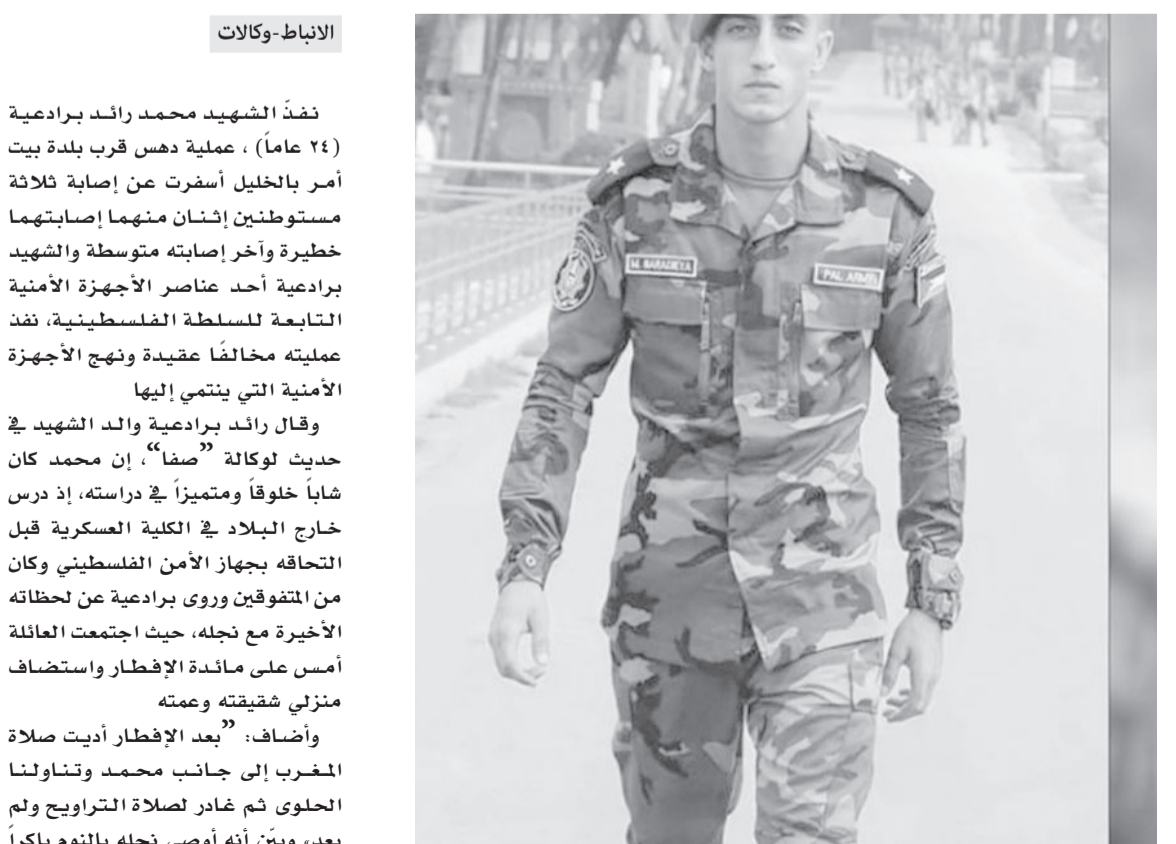 الانباط-وكالات
نفذّ الشهيد محمد رائد برادعية
(٢٤ عاماً) ، عملية دهس قرب بلدة بيت
أمر بالخليل أسفرت عن إصابة ثلاثة
مستوطنين إثنان منهما إصابتهما
خطيرة وآخر إصابته متوسطة والشهيد
برادعية أحد عناصر الأجهزة الأمنية
التابعة للسلطة الفلسطينية، نفذ
عمليته مخالفًا عقيدة ونهج الأجهزة
الأمنية التي ينتمي إليها
وقال رائد برادعية والد الشهيد في
حديث لوكالة ”صفا“، إن محمد كان
شاباً خلوقاً ومتميزاً في دراسته، إذ درس
خارج البلاد في الكلية العسكرية قبل
التحاقه بجهاز الأمن الفلسطيني وكان
من المتفوقين وروى برادعية عن لحظاته
الأخيرة مع نجله، حيث اجتمعت العائلة
أمس على مائدة الإفطار واستضاف
منزلي شقيقته وعمته
وأضاف: ”بعد الإفطار أديت صلاة
المغرب إلى جانب محمد وتناولنا
الحلوى ثم غادر لصلاة التراويح ولم
يعد» وبيّن أنه أوصى نجله بالنوم باكراً
M. BARADEYA
PAL. ARMY